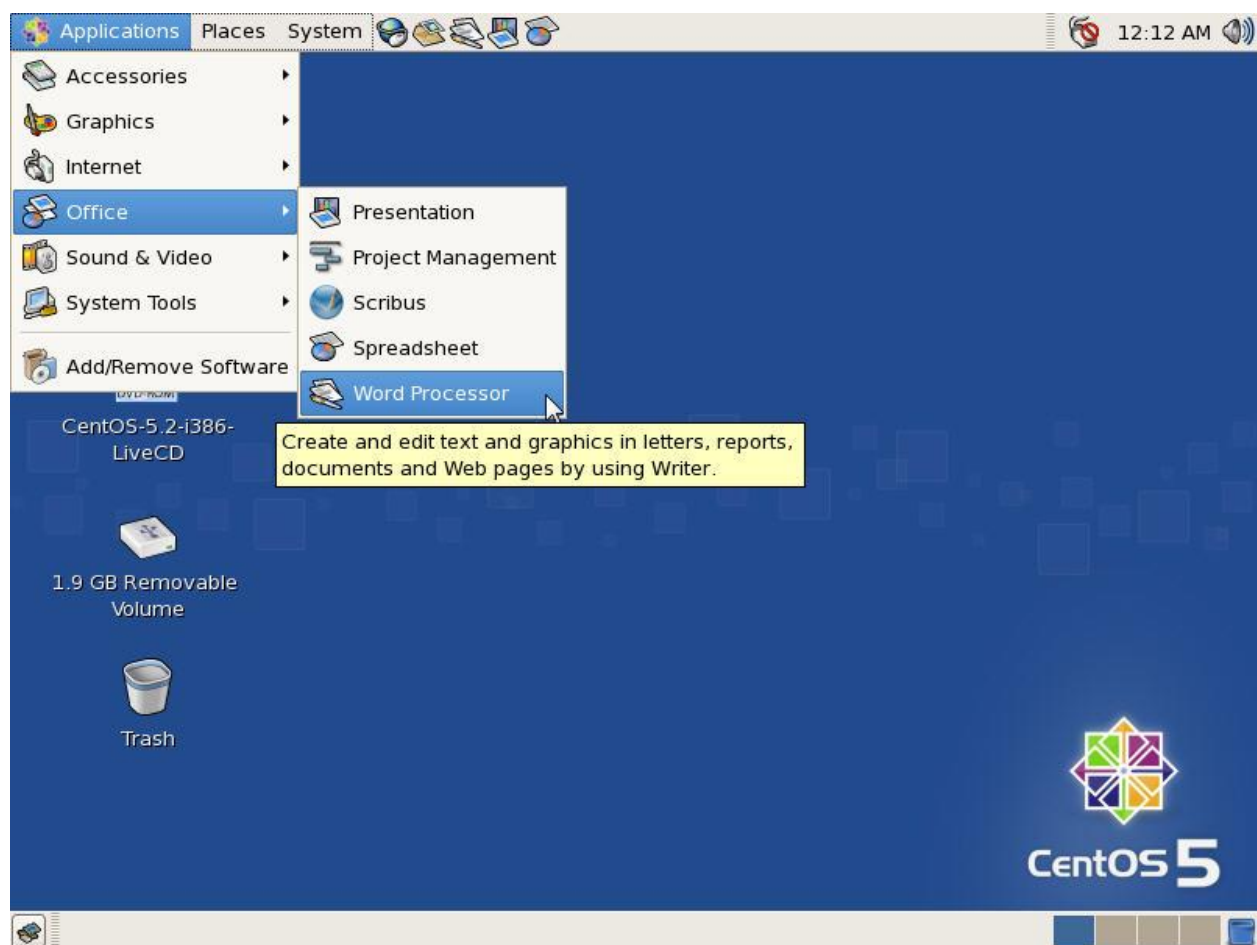 Applications Places System 12:12 AM
Accessories
Graphics
Internet
Office
Sound & Video
System Tools
Add/Remove Software
Presentation
Project Management
Scribus
Spreadsheet
Word Processor
Create and edit text and graphics in letters, reports,
documents and Web pages by using Writer.
DVD-ROM
CentOS-5.2-i386-
LiveCD
1.9 GB Removable
Volume
Trash
CentOS 5